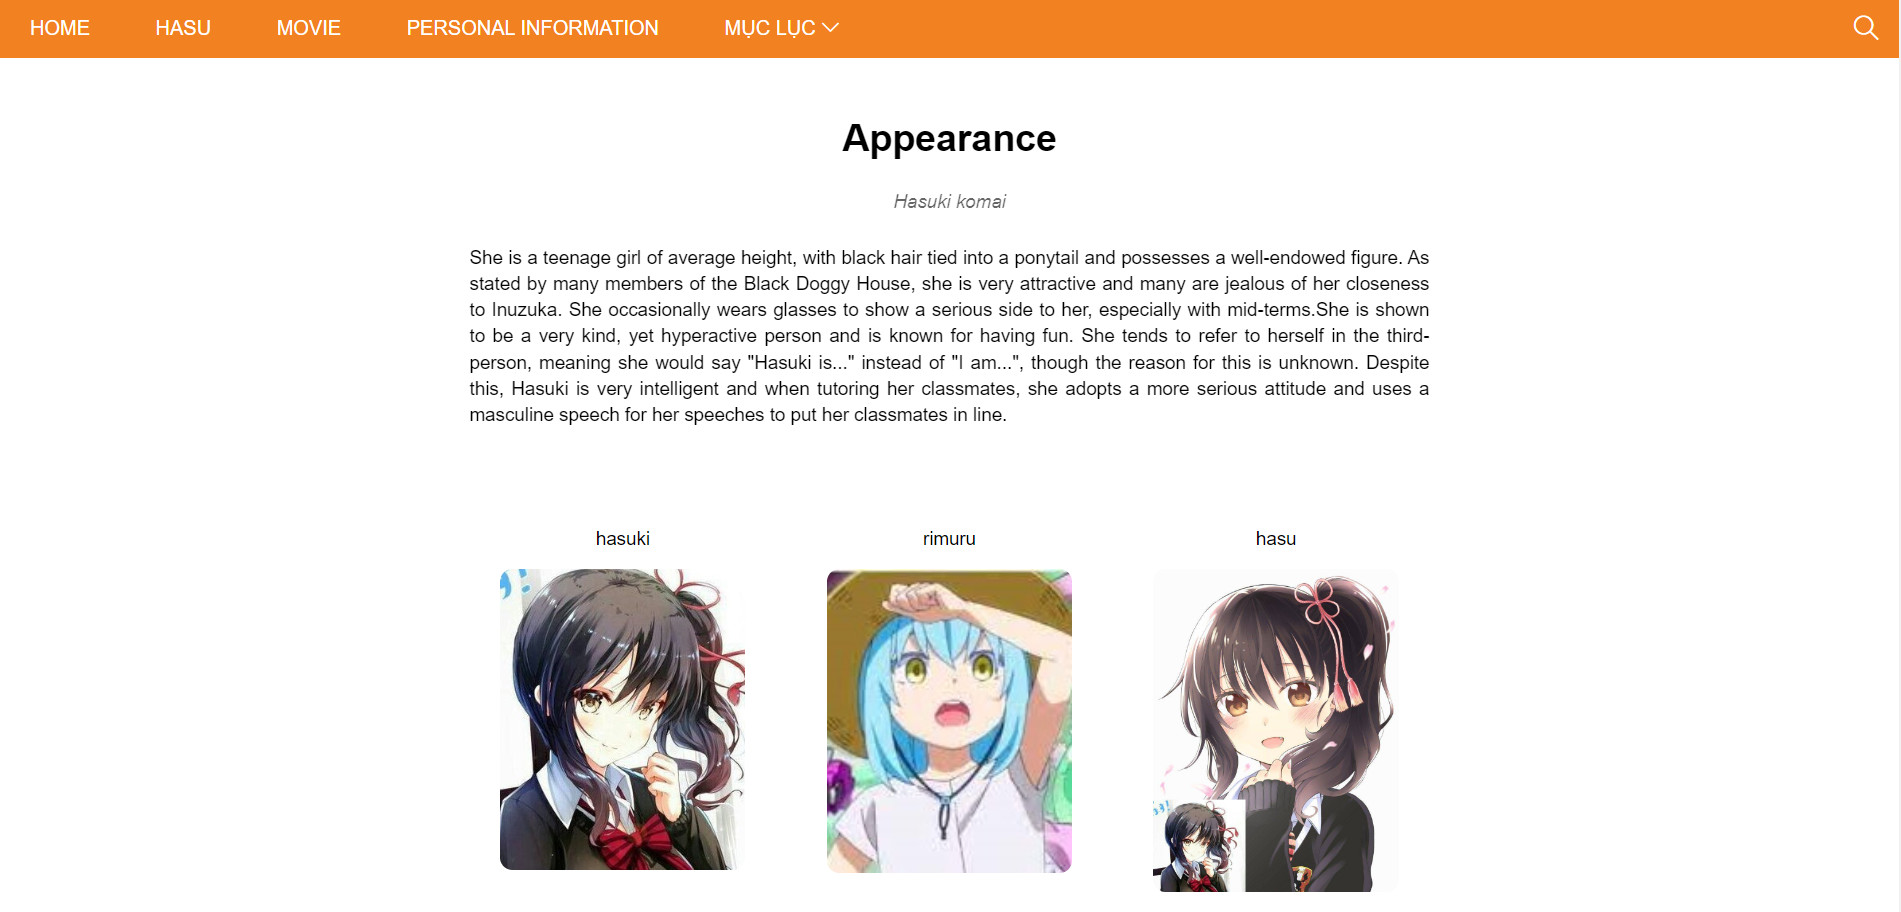 HOME HASU MOVIE PERSONAL INFORMATION MỤC LỤC
Appearance
Hasuki komai
She is a teenage girl of average height, with black hair tied into a ponytail and possesses a well-endowed figure. As
stated by many members of the Black Doggy House, she is very attractive and many are jealous of her closeness
to Inuzuka. She occasionally wears glasses to show a serious side to her, especially with mid-terms.She is shown
to be a very kind, yet hyperactive person and is known for having fun. She tends to refer to herself in the third-
person, meaning she would say "Hasuki is..." instead of "I am...", though the reason for this is unknown. Despite
this, Hasuki is very intelligent and when tutoring her classmates, she adopts a more serious attitude and uses a
masculine speech for her speeches to put her classmates in line.
hasuki rimuru hasu